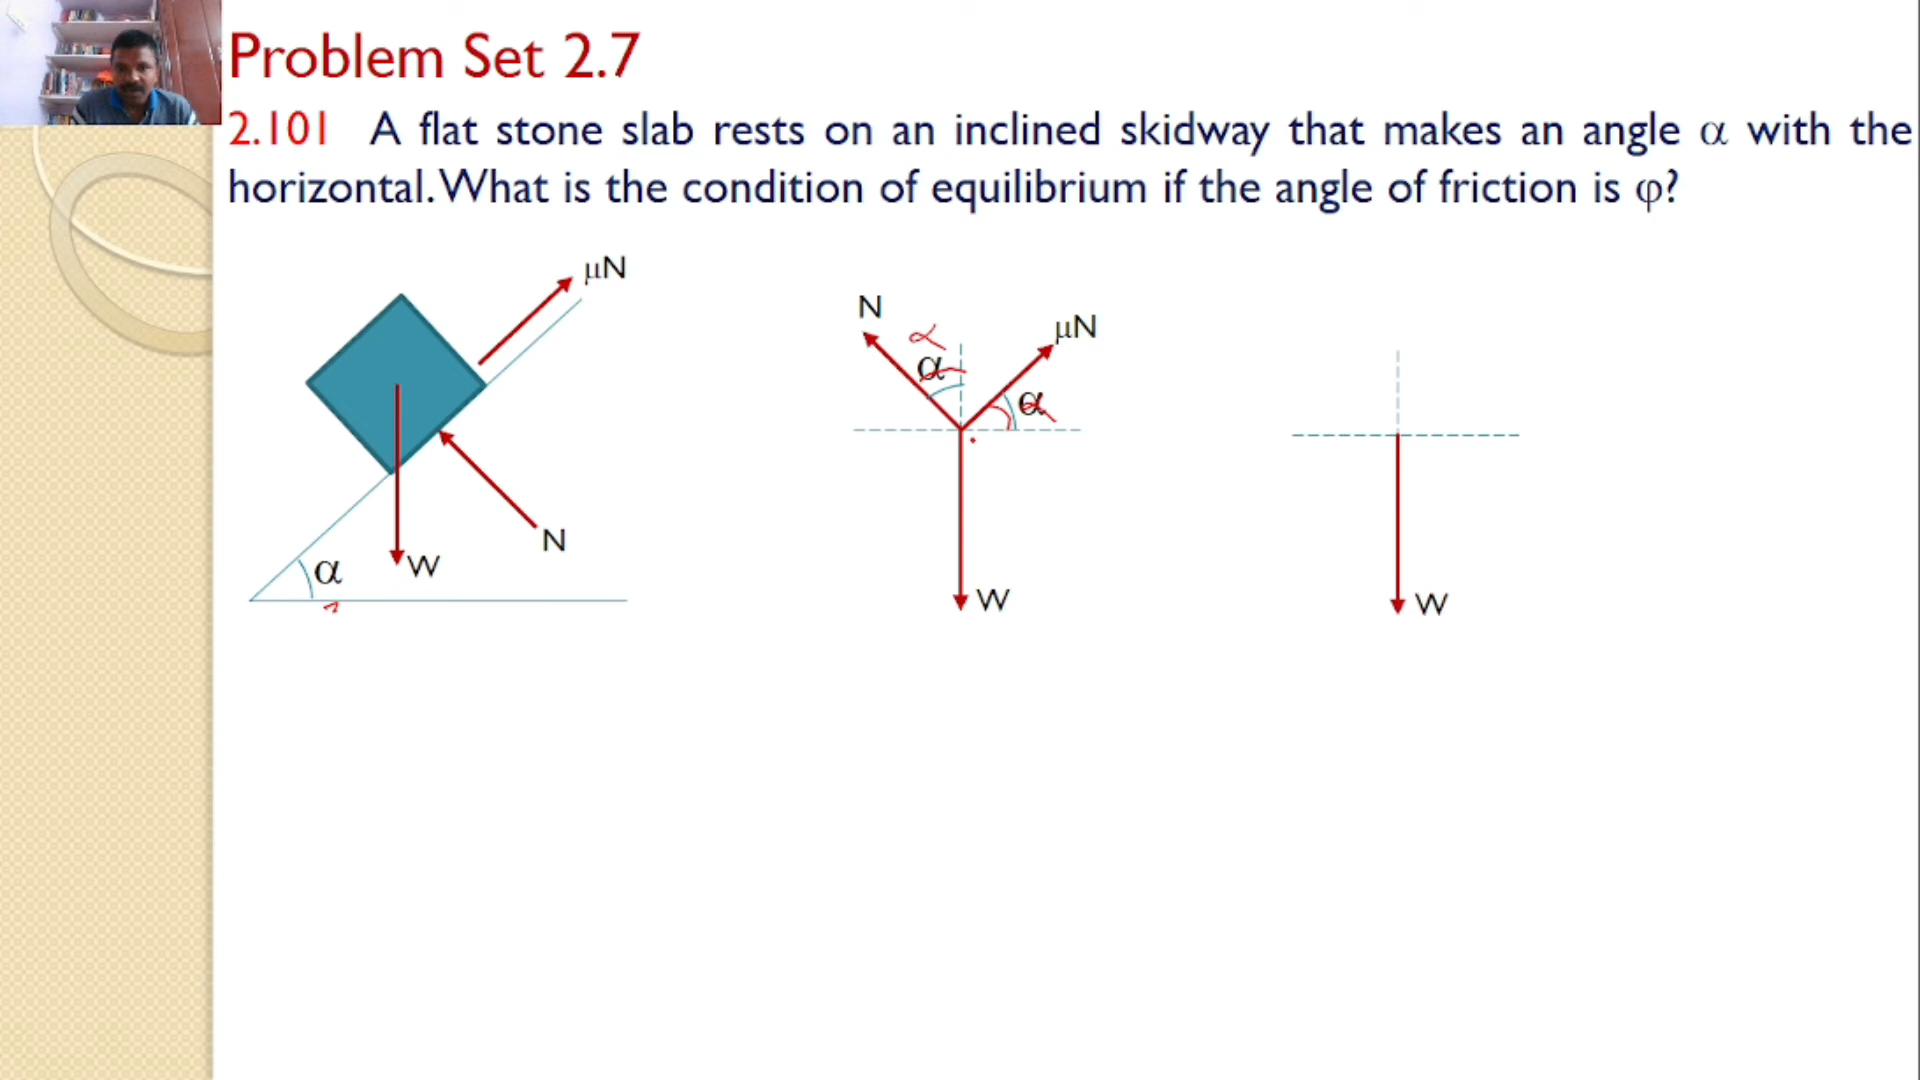 Problem Set 2.7
2.101 A flat stone slab rests on an inclined skidway that makes an angle α with the
horizontal. What is the condition of equilibrium if the angle of friction is φ?
μN
N
W
α
N
α
α
μN
α
α
W
W